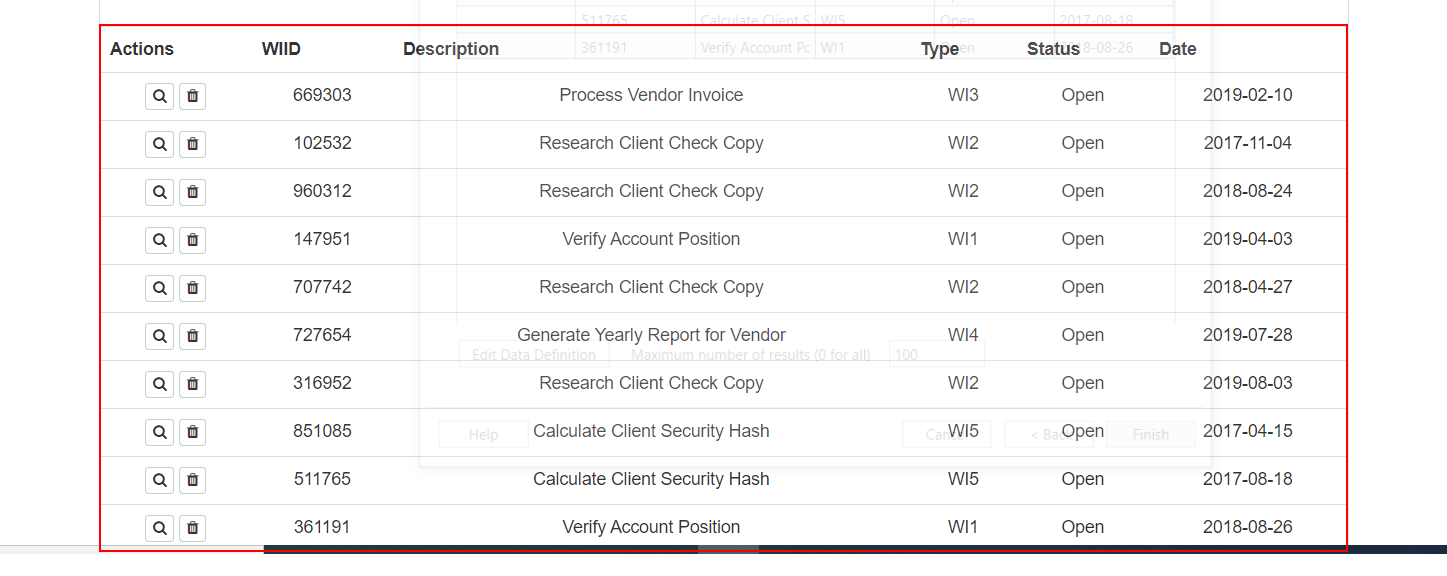 511765 Calculate Client S WI5 Open 2017-08-18
Actions WIID Description Type Status Date
361191 Verify Account Pc WI1
669303 Process Vendor Invoice WI3 Open 2019-02-10
102532 Research Client Check Copy WI2 Open 2017-11-04
960312 Research Client Check Copy WI2 Open 2018-08-24
147951 Verify Account Position WI1 Open 2019-04-03
707742 Research Client Check Copy WI2 Open 2018-04-27
727654 Generate Yearly Report for Vendor WI4 Open 2019-07-28
Edit Data Definition Maximum number of results (0 for all) 100
316952 Research Client Check Copy WI2 Open 2019-08-03
851085 Calculate Client Security Hash WI5 Open 2017-04-15
Help < Back Finish
511765 Calculate Client Security Hash WI5 Open 2017-08-18
361191 Verify Account Position WI1 Open 2018-08-26